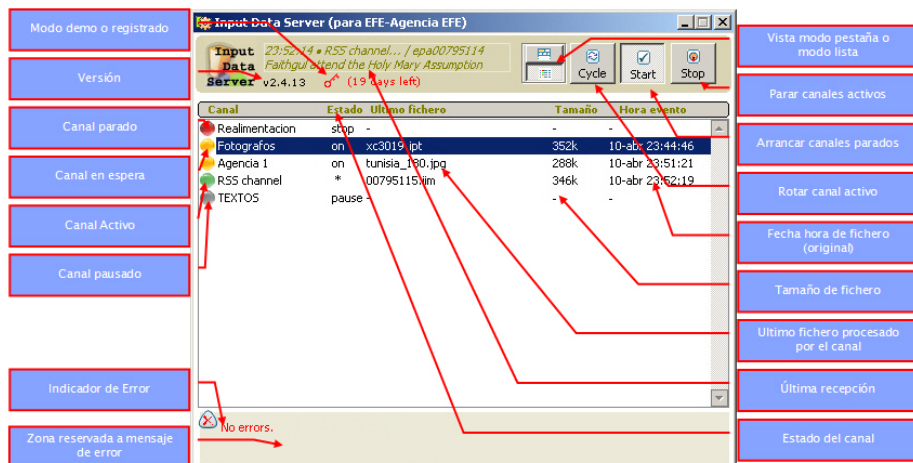 Modo demo o registrado
Versión
Canal parado
Canal en espera
Canal Activo
Canal pausado
Indicador de Error
Zona reservada a mensaje
de error
Input Data Server (para EFE-Agencia EFE)
Input
Data
Server
23:52:14 • RSS channel... / epa00795114
Faithgul attend the Holy Mary Assumption
v2.4.13
(19 days left)
Cycle
Start
Stop
Canal Estado Ultimo fichero Tamaño Hora evento
Realimentacion stop - - -
Fotografos on xc3019.ipt 352k 10-abr 23:44:46
Agencia 1 on tunisia_180.jpg 288k 10-abr 23:51:21
RSS channel * 00795115.iim 346k 10-abr 23:52:19
TEXTOS pause - - -
No errors.
Vista modo pestaña o
modo lista
Parar canales activos
Arrancar canales parados
Rotar canal activo
Fecha hora de fichero
(original)
Tamaño de fichero
Ultimo fichero procesado
por el canal
Última recepción
Estado del canal